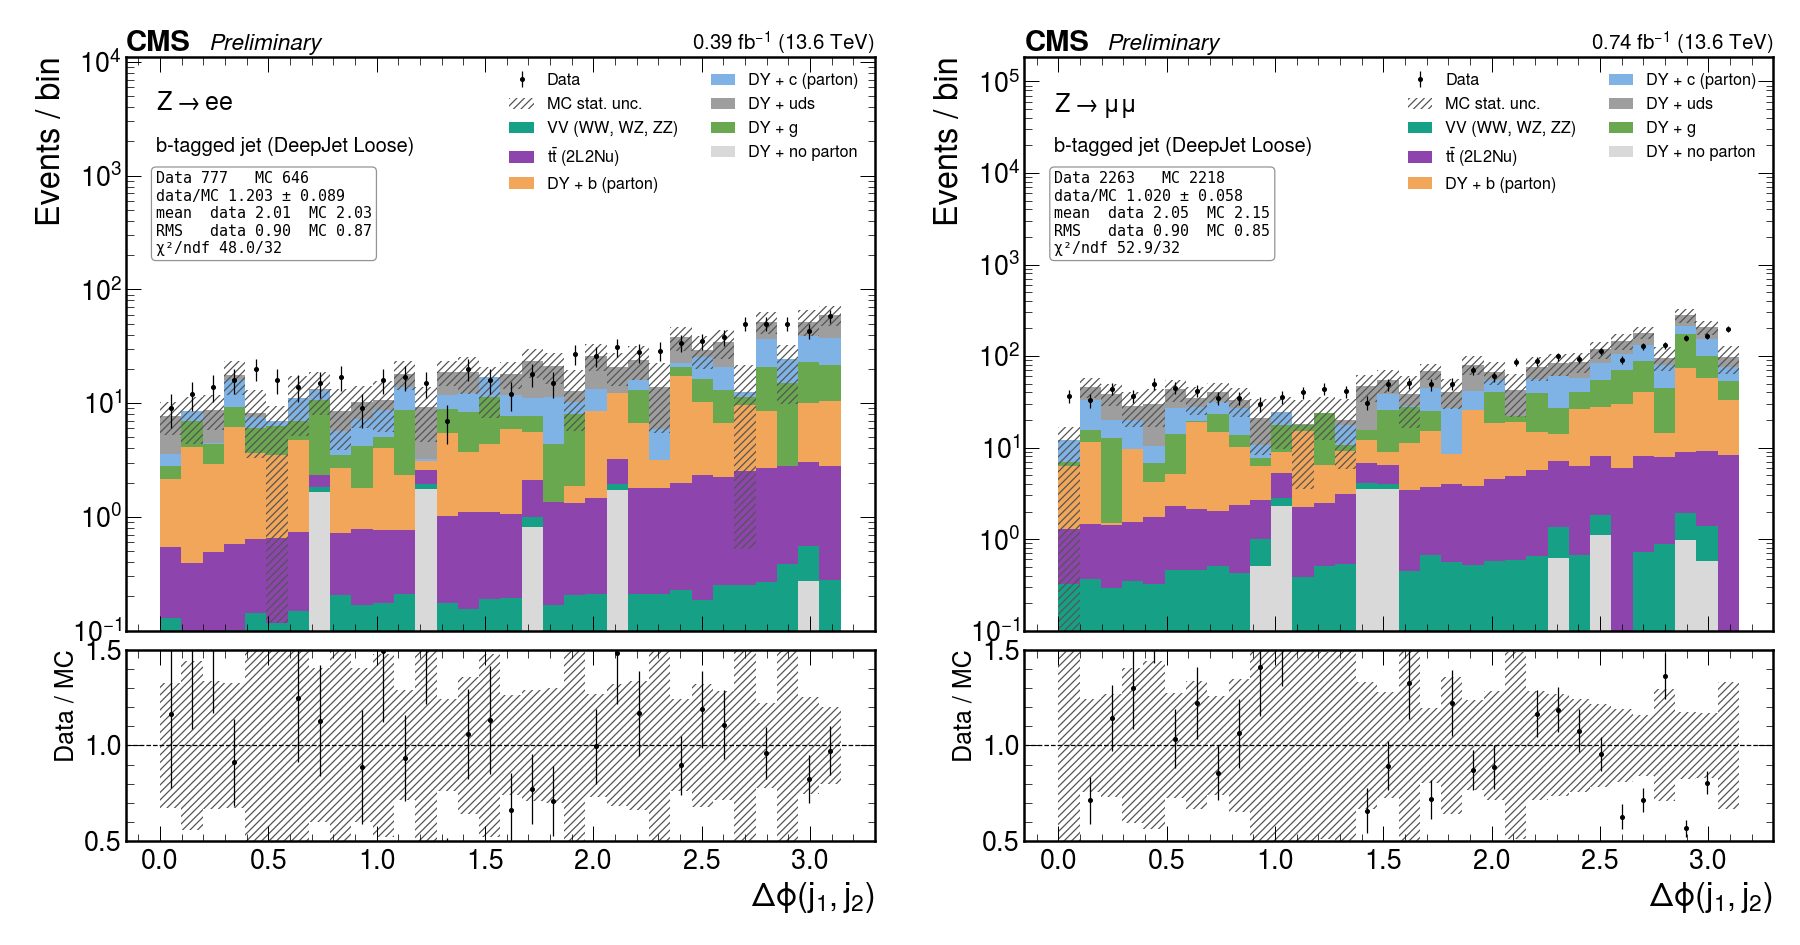 CMS Preliminary 0.39 fb⁻¹ (13.6 TeV)
Events / bin
10⁴
10³
10²
10¹
10⁰
10⁻¹
Z → ee
b-tagged jet (DeepJet Loose)
Data 777 MC 646
data/MC 1.203 ± 0.089
mean data 2.01 MC 2.03
RMS data 0.90 MC 0.87
χ²/ndf 48.0/32
Data
MC stat. unc.
VV (WW, WZ, ZZ)
tt̄ (2L2Nu)
DY + b (parton)
DY + c (parton)
DY + uds
DY + g
DY + no parton
Data / MC
1.5
1.0
0.5
0.0 0.5 1.0 1.5 2.0 2.5 3.0
Δϕ(j₁, j₂)
CMS Preliminary 0.74 fb⁻¹ (13.6 TeV)
Events / bin
10⁵
10⁴
10³
10²
10¹
10⁰
10⁻¹
Z → μμ
b-tagged jet (DeepJet Loose)
Data 2263 MC 2218
data/MC 1.020 ± 0.058
mean data 2.05 MC 2.15
RMS data 0.90 MC 0.85
χ²/ndf 52.9/32
Data
MC stat. unc.
VV (WW, WZ, ZZ)
tt̄ (2L2Nu)
DY + b (parton)
DY + c (parton)
DY + uds
DY + g
DY + no parton
Data / MC
1.5
1.0
0.5
0.0 0.5 1.0 1.5 2.0 2.5 3.0
Δϕ(j₁, j₂)